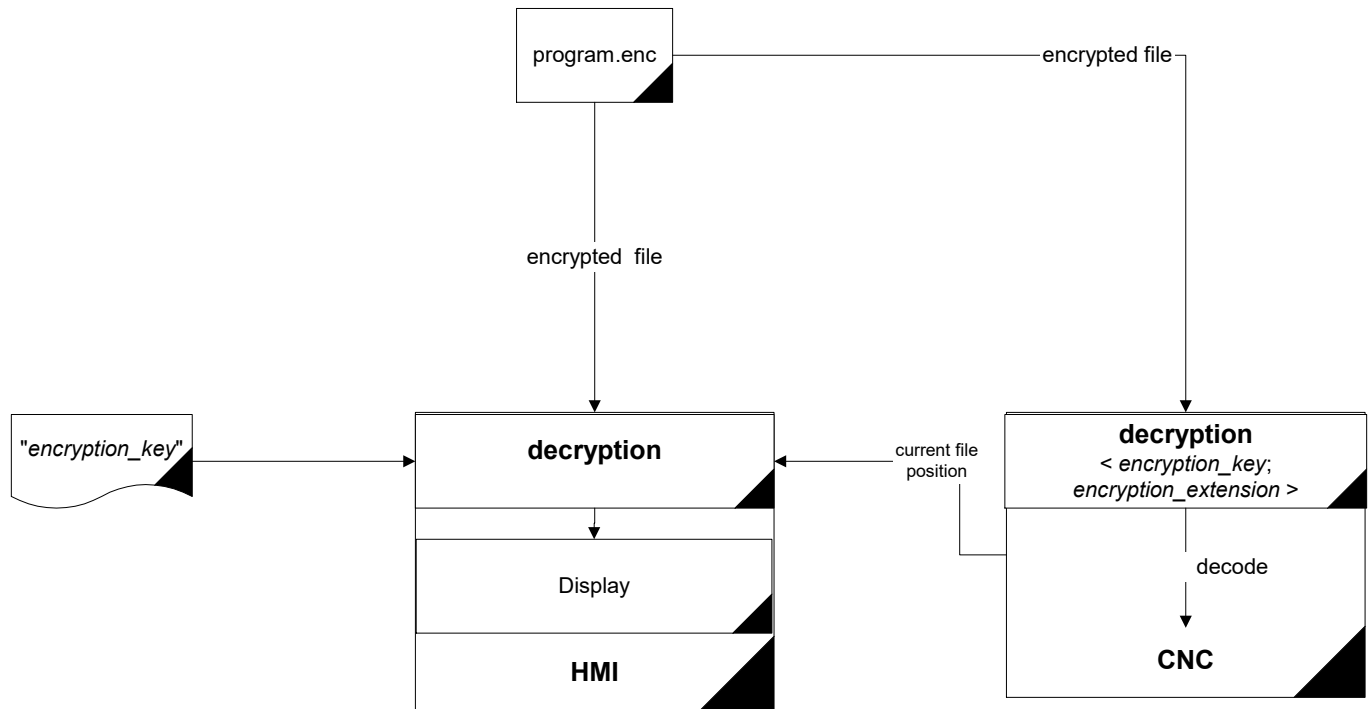 program.enc
encrypted file
encrypted file
"encryption_key"
decryption
current file
position
decryption
< encryption_key;
encryption_extension >
Display
decode
HMI
CNC